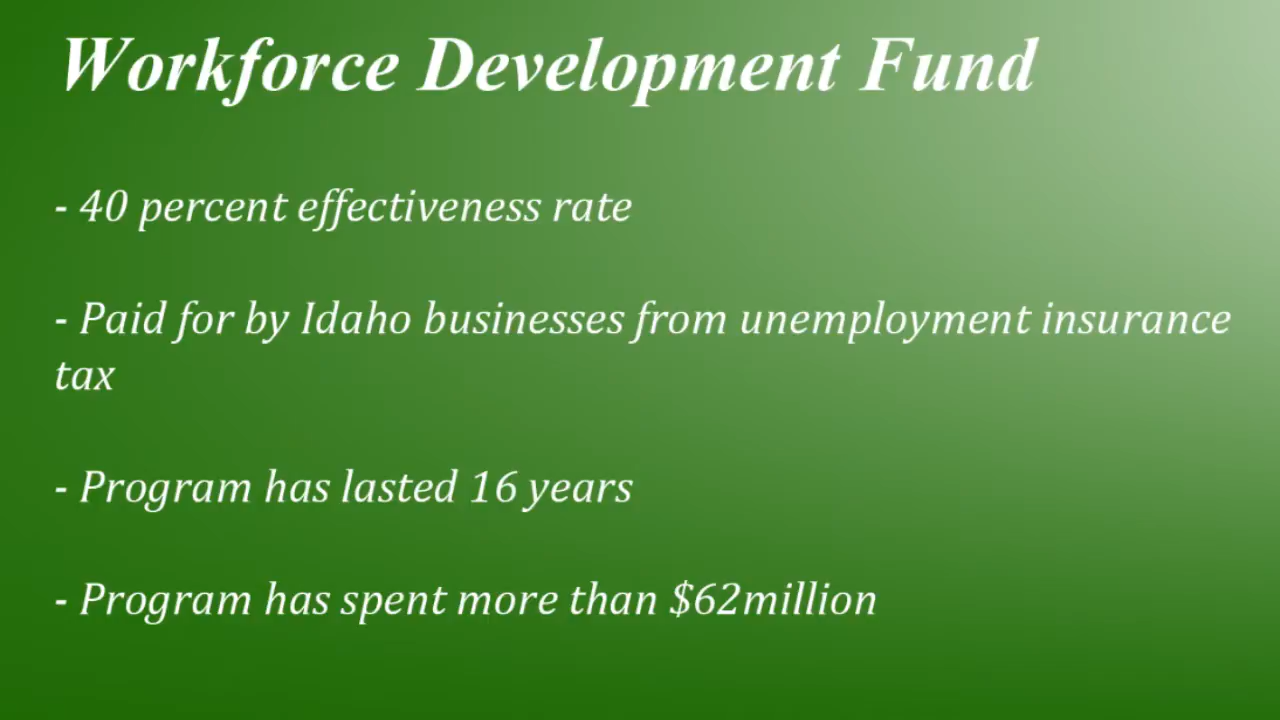 Workforce Development Fund
- 40 percent effectiveness rate
- Paid for by Idaho businesses from unemployment insurance
tax
- Program has lasted 16 years
- Program has spent more than $62million